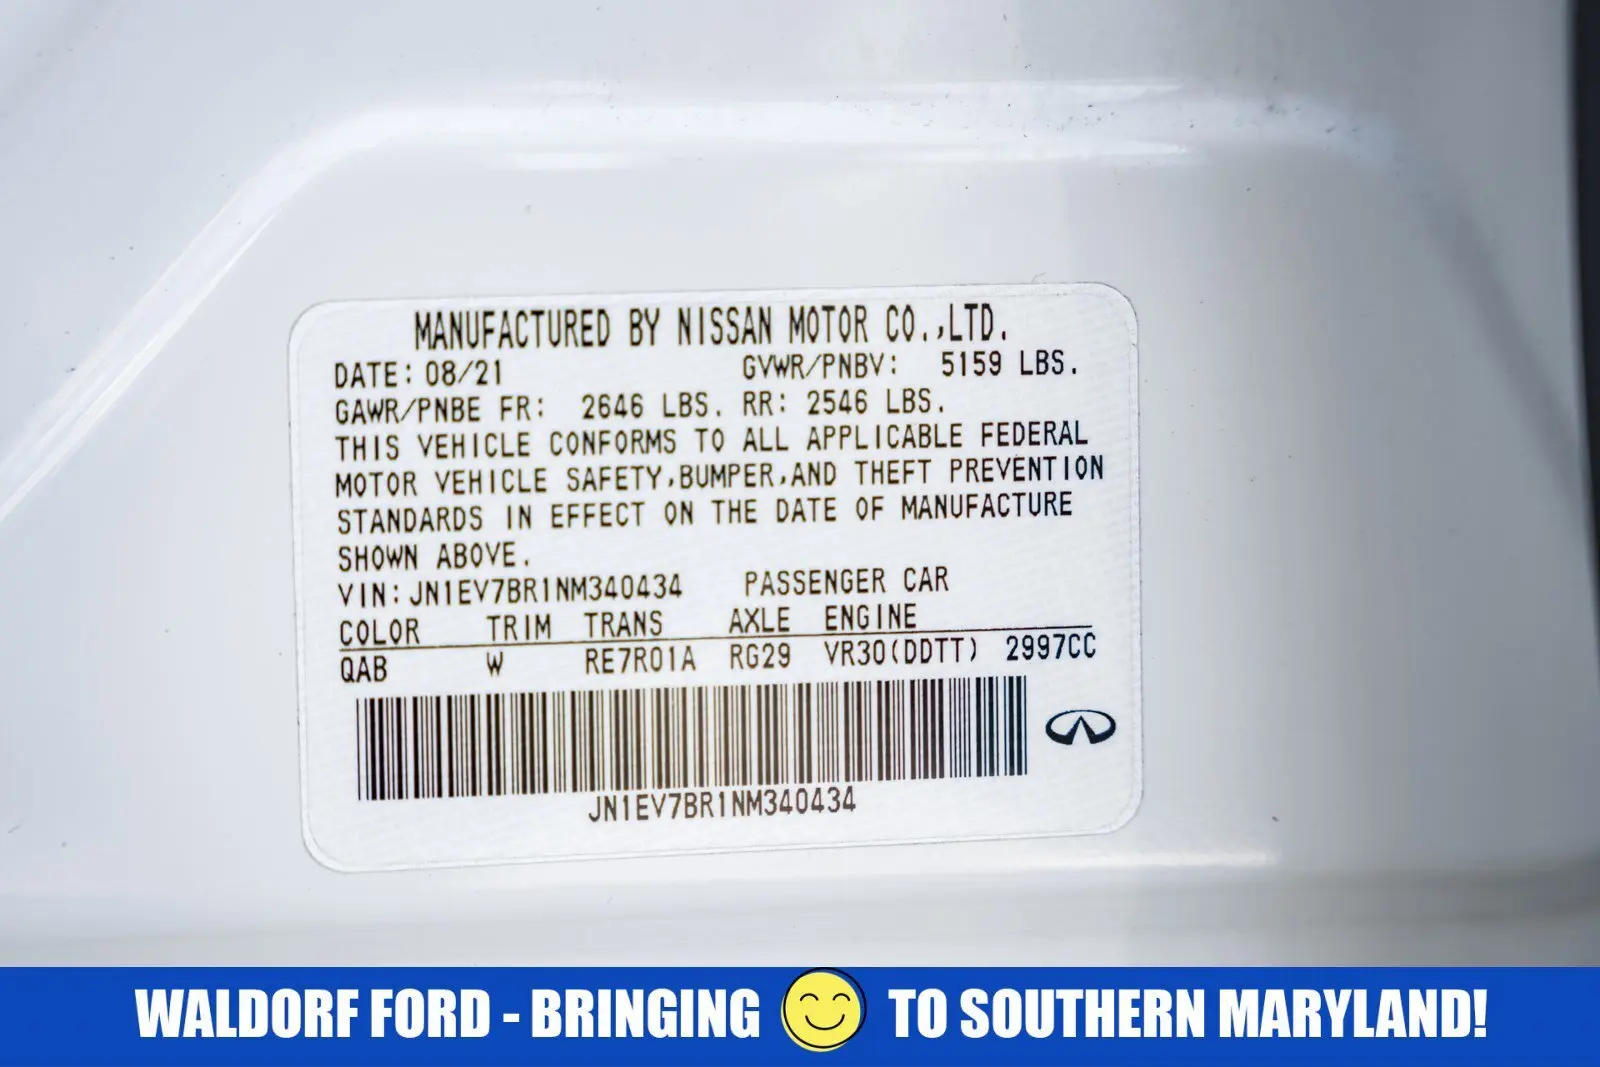 MANUFACTURED BY NISSAN MOTOR CO.,LTD.
DATE: 08/21 GVWR/PNBV: 5159 LBS.
GAWR/PNBE FR: 2646 LBS. RR: 2546 LBS.
THIS VEHICLE CONFORMS TO ALL APPLICABLE FEDERAL
MOTOR VEHICLE SAFETY,BUMPER,AND THEFT PREVENTION
STANDARDS IN EFFECT ON THE DATE OF MANUFACTURE
SHOWN ABOVE.
VIN:JN1EV7BR1NM340434 PASSENGER CAR
COLOR TRIM TRANS AXLE ENGINE
QAB W RE7R01A RG29 VR30(DDTT) 2997CC
JN1EV7BR1NM340434
WALDORF FORD - BRINGING TO SOUTHERN MARYLAND!